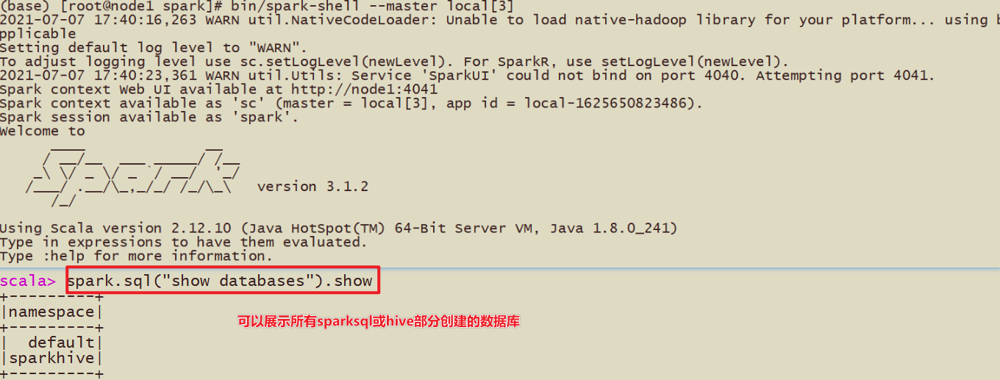 (base) [root@node1 spark]# bin/spark-shell --master local[3]
2021-07-07 17:40:16,263 WARN util.NativeCodeLoader: Unable to load native-hadoop library for your platform... using b
pplicable
Setting default log level to "WARN".
To adjust logging level use sc.setLogLevel(newLevel). For SparkR, use setLogLevel(newLevel).
2021-07-07 17:40:23,361 WARN util.Utils: Service 'SparkUI' could not bind on port 4040. Attempting port 4041.
Spark context Web UI available at http://node1:4041
Spark context available as 'sc' (master = local[3], app id = local-1625650823486).
Spark session available as 'spark'.
Welcome to
      ____              __
     / __/__  ___ _____/ /__
    _\ \/ _ \/ _ `/ __/  '_/
   /___/ .__/\_,_/_/ /_/\_\   version 3.1.2
      /_/
Using Scala version 2.12.10 (Java HotSpot(TM) 64-Bit Server VM, Java 1.8.0_241)
Type in expressions to have them evaluated.
Type :help for more information.
scala> spark.sql("show databases").show
+---------+
|namespace|
可以展示所有sparksql或hive部分创建的数据库
+---------+
|  default|
|sparkhive|
+---------+